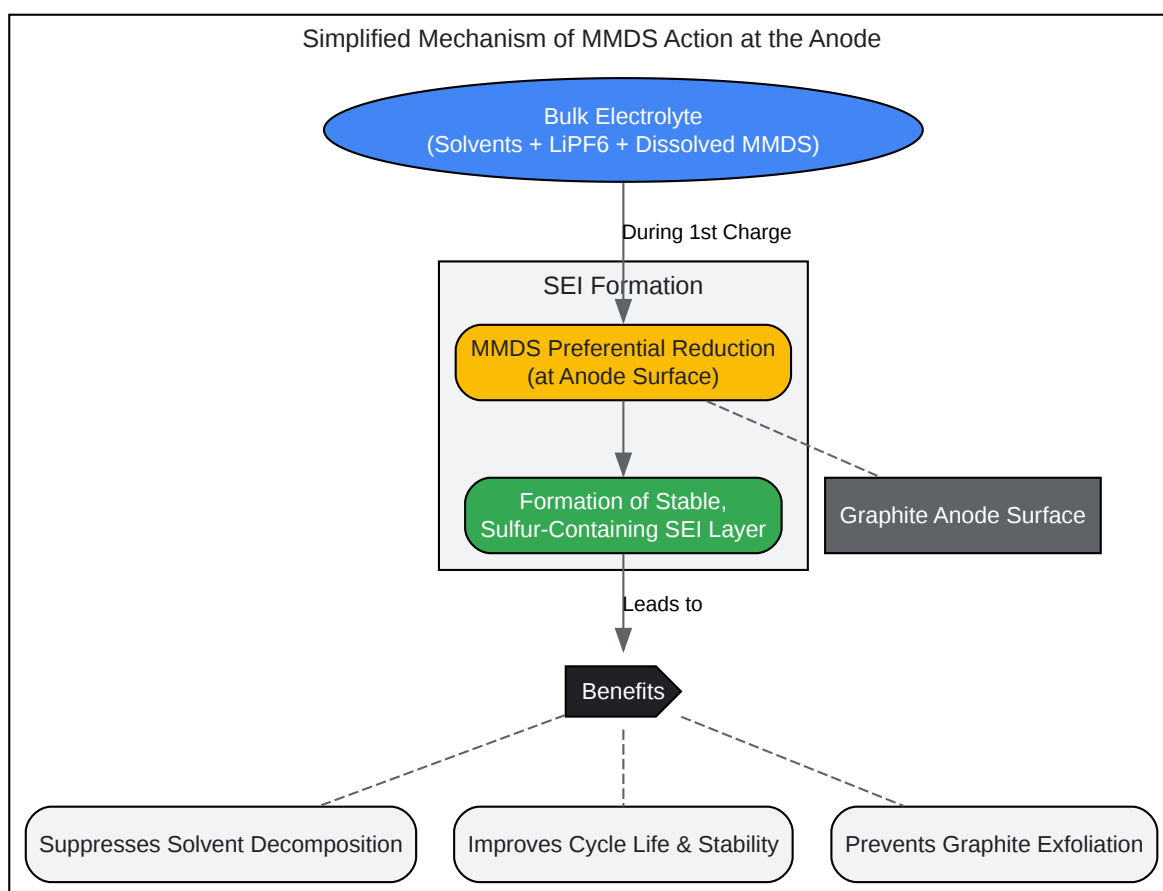 Simplified Mechanism of MMDS Action at the Anode
Bulk Electrolyte
(Solvents + LiPF6 + Dissolved MMDS)
During 1st Charge
SEI Formation
MMDS Preferential Reduction
(at Anode Surface)
Formation of Stable,
Sulfur-Containing SEI Layer
Graphite Anode Surface
Leads to
Benefits
Suppresses Solvent Decomposition
Improves Cycle Life & Stability
Prevents Graphite Exfoliation